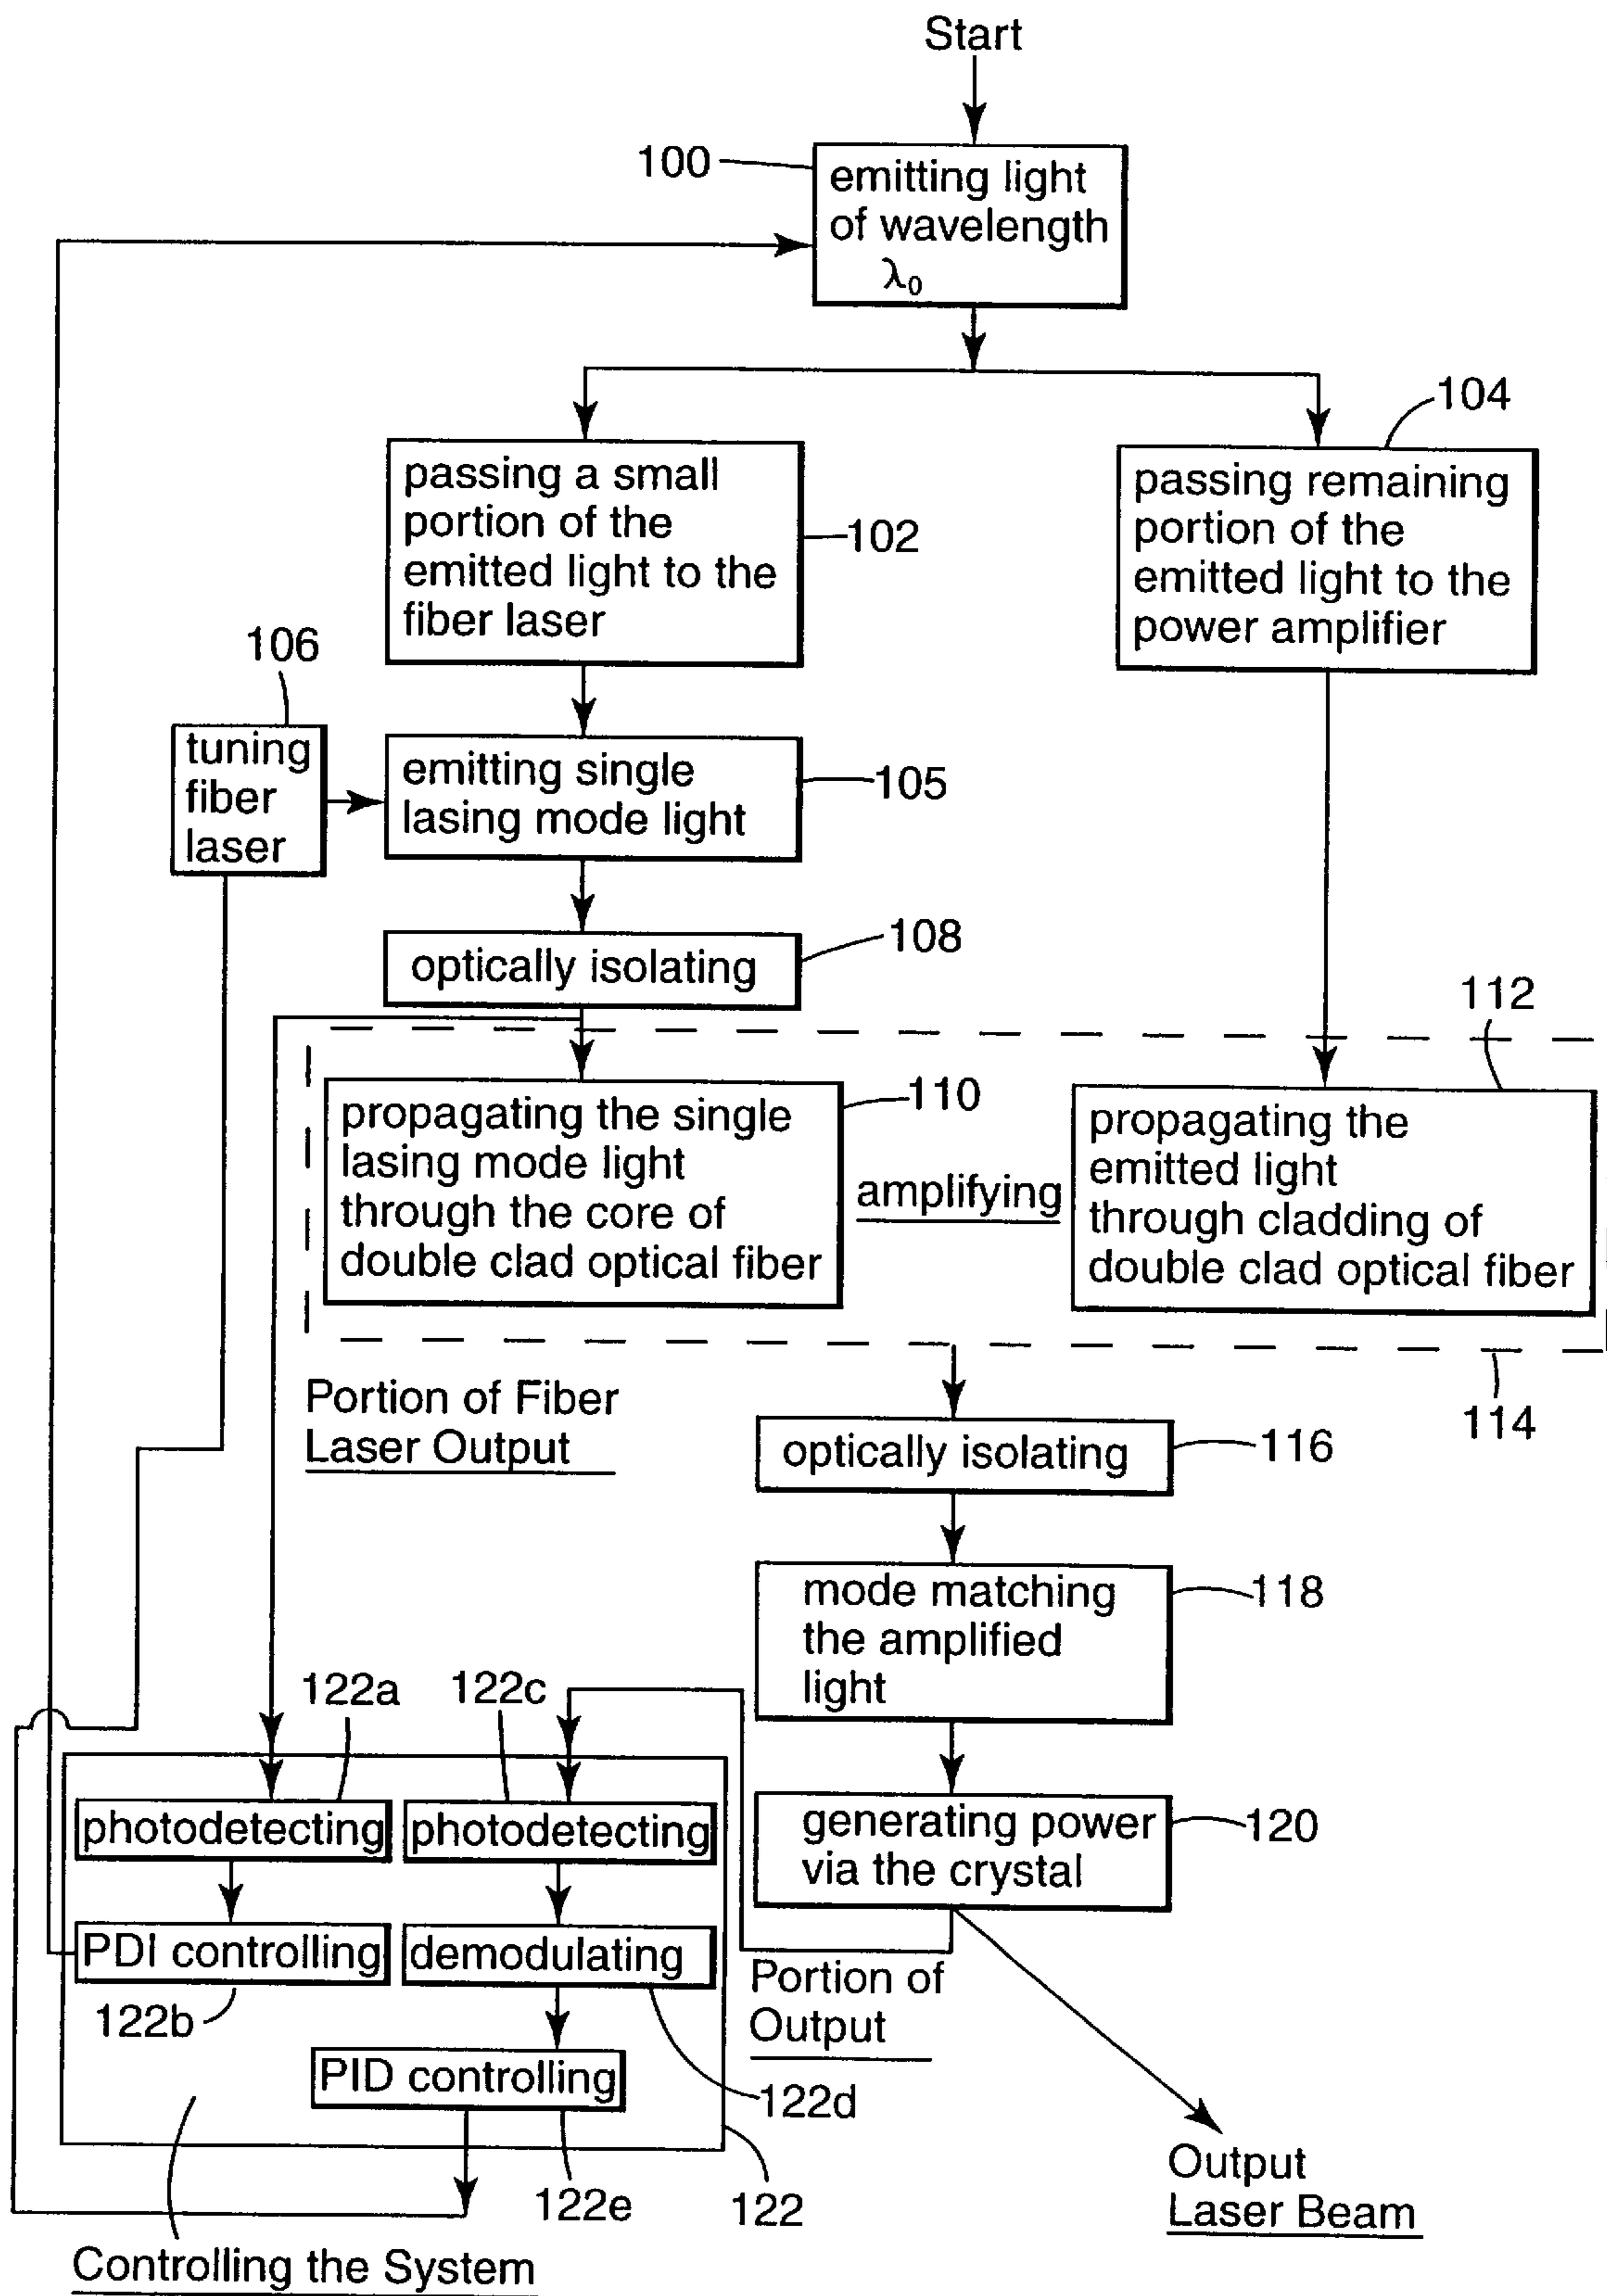 Start
100
emitting light
of wavelength
λ₀
104
passing a small
portion of the
emitted light to the
fiber laser
102
passing remaining
portion of the
emitted light to the
power amplifier
106
tuning
fiber
laser
emitting single
lasing mode light
105
optically isolating
108
112
propagating the single
lasing mode light
through the core of
double clad optical fiber
110
amplifying
propagating the
emitted light
through cladding of
double clad optical fiber
114
Portion of Fiber
Laser Output
optically isolating
116
mode matching
the amplified
light
118
generating power
via the crystal
120
122a
122c
photodetecting
photodetecting
PDI controlling
demodulating
122b
PID controlling
122d
122e
122
Portion of
Output
Output
Laser Beam
Controlling the System